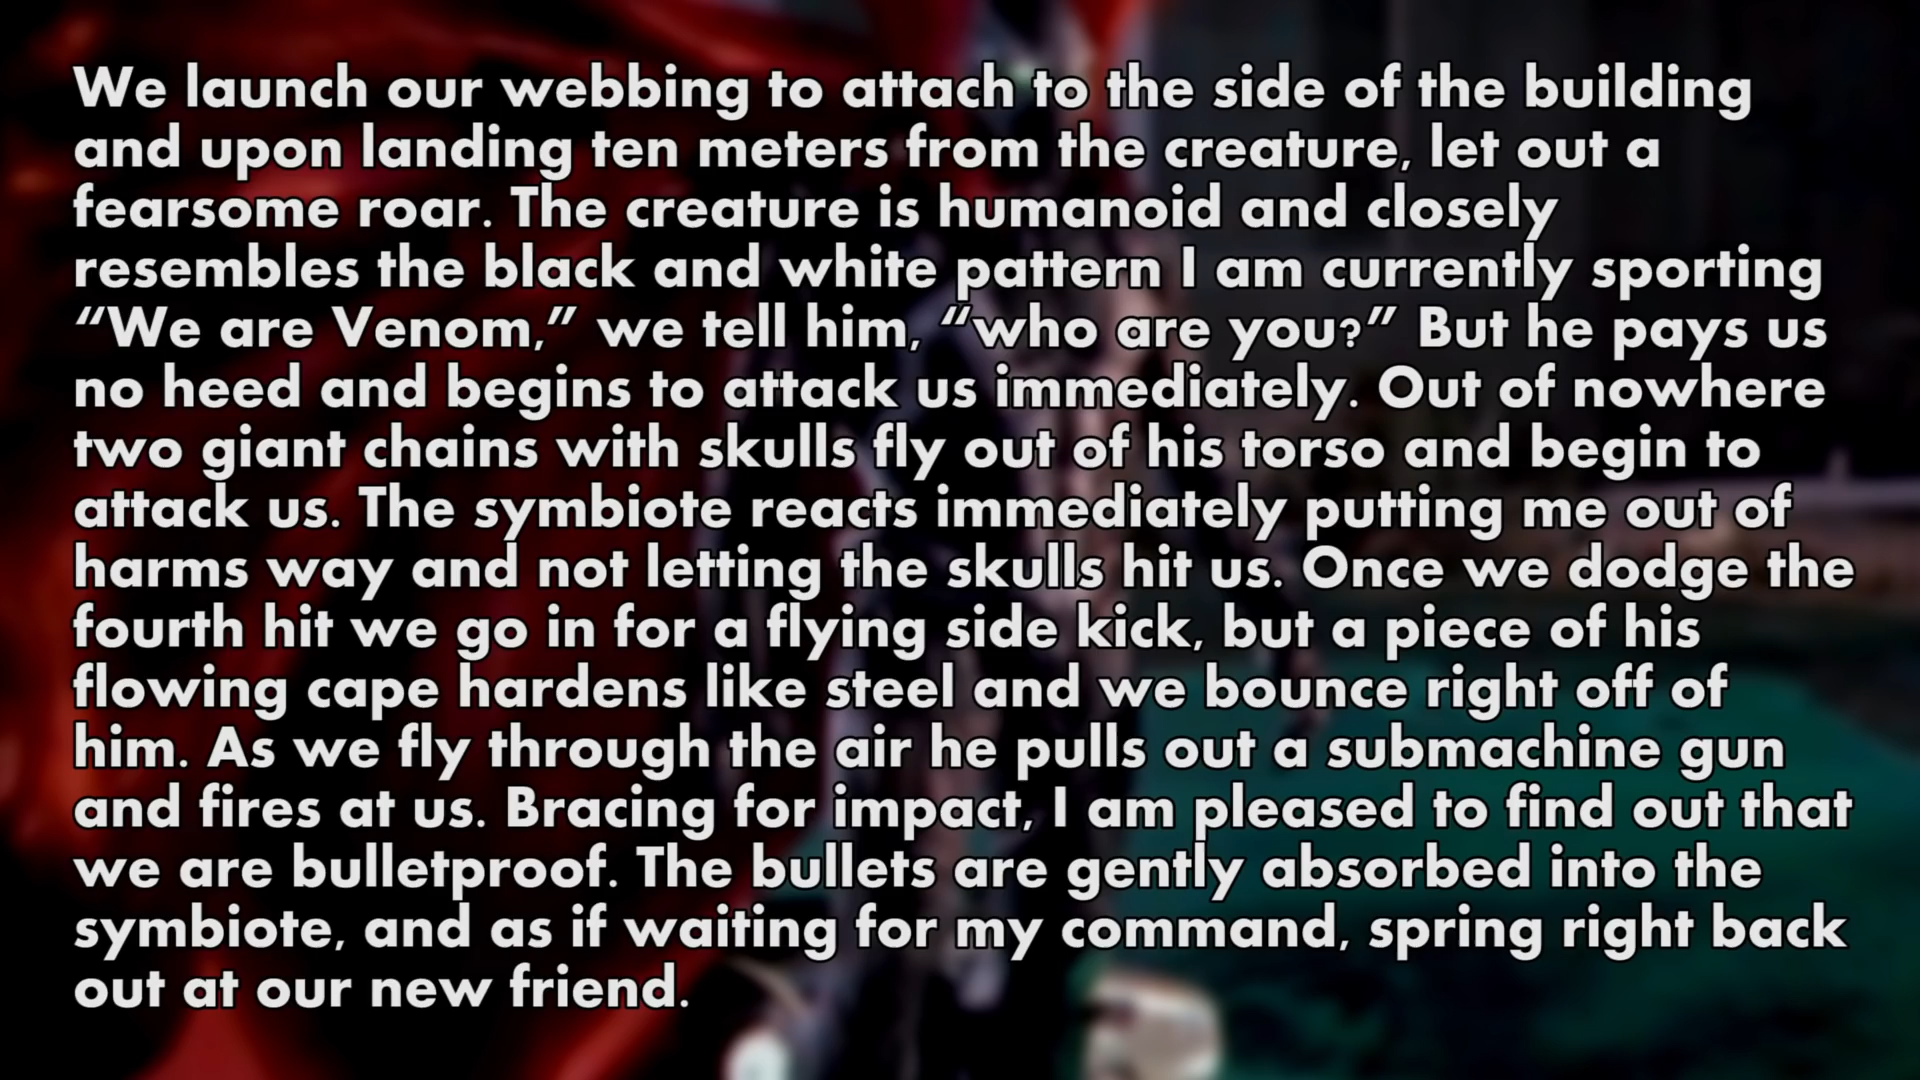 We launch our webbing to attach to the side of the building
and upon landing ten meters from the creature, let out a
fearsome roar. The creature is humanoid and closely
resembles the black and white pattern I am currently sporting
“We are Venom,” we tell him, “who are you?” But he pays us
no heed and begins to attack us immediately. Out of nowhere
two giant chains with skulls fly out of his torso and begin to
attack us. The symbiote reacts immediately putting me out of
harms way and not letting the skulls hit us. Once we dodge the
fourth hit we go in for a flying side kick, but a piece of his
flowing cape hardens like steel and we bounce right off of
him. As we fly through the air he pulls out a submachine gun
and fires at us. Bracing for impact, I am pleased to find out that
we are bulletproof. The bullets are gently absorbed into the
symbiote, and as if waiting for my command, spring right back
out at our new friend.